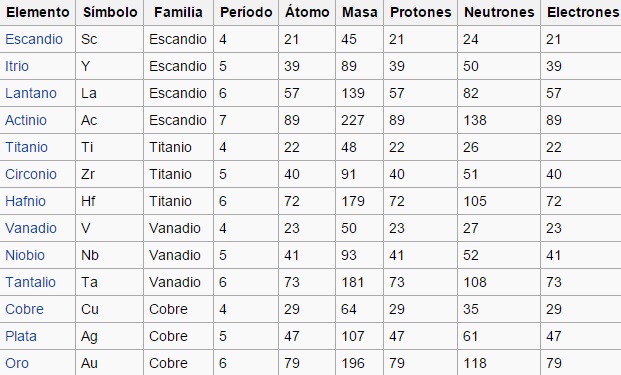 Elemento Símbolo Familia Período Átomo Masa Protones Neutrones Electrones
Escandio Sc Escandio 4 21 45 21 24 21
Itrio Y Escandio 5 39 89 39 50 39
Lantano La Escandio 6 57 139 57 82 57
Actinio Ac Escandio 7 89 227 89 138 89
Titanio Ti Titanio 4 22 48 22 26 22
Circonio Zr Titanio 5 40 91 40 51 40
Hafnio Hf Titanio 6 72 179 72 105 72
Vanadio V Vanadio 4 23 50 23 27 23
Niobio Nb Vanadio 5 41 93 41 52 41
Tantalio Ta Vanadio 6 73 181 73 108 73
Cobre Cu Cobre 4 29 64 29 35 29
Plata Ag Cobre 5 47 107 47 61 47
Oro Au Cobre 6 79 196 79 118 79